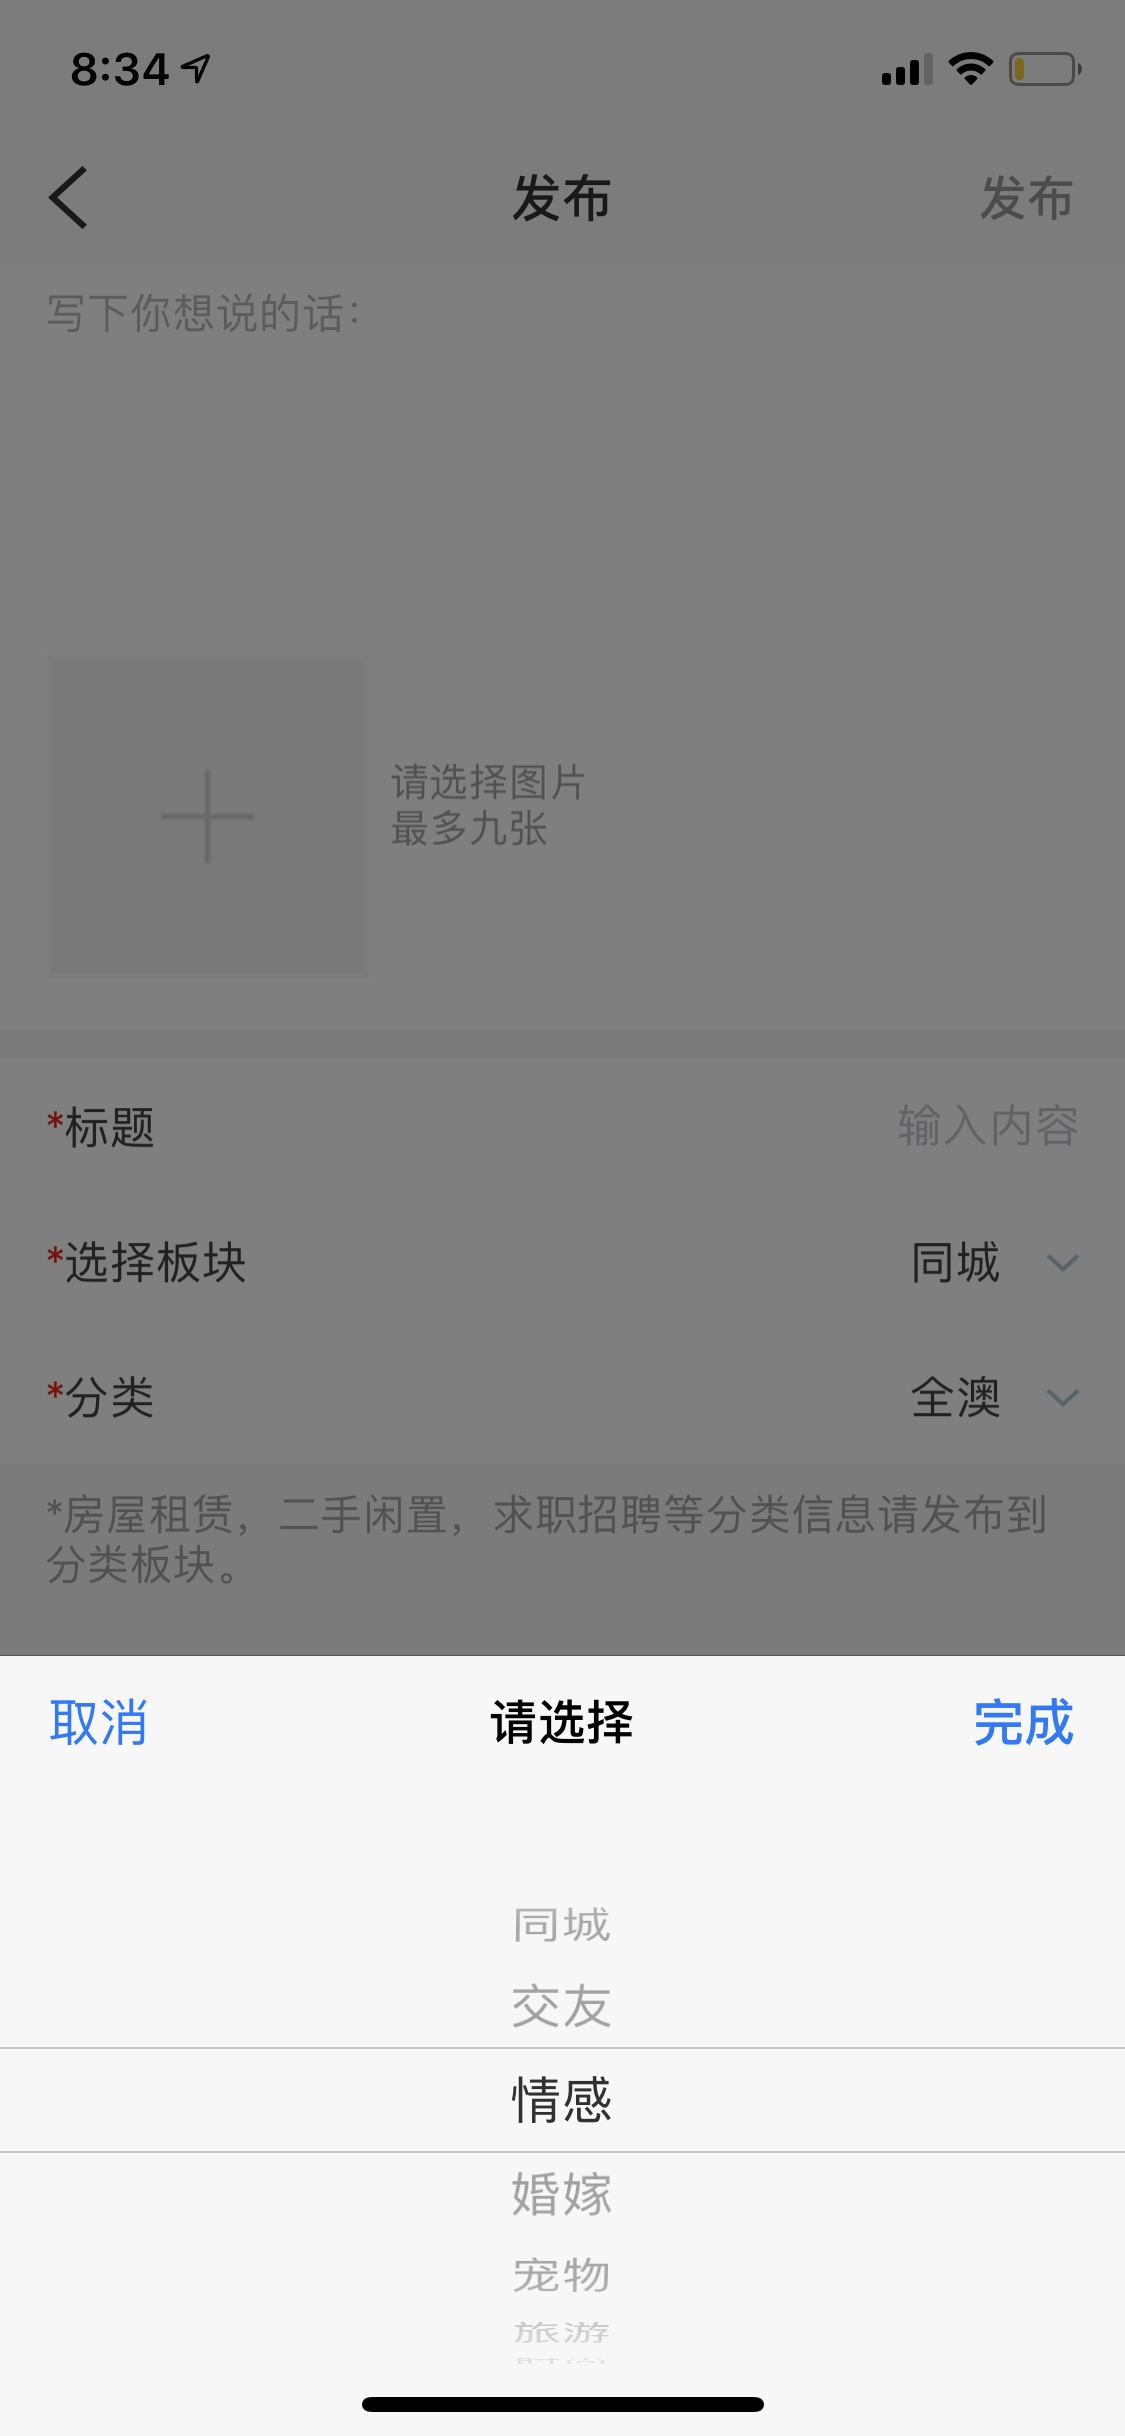 8:34
发布
发布
写下你想说的话：
请选择图片
最多九张
*标题
输入内容
*选择板块
同城
*分类
全澳
*房屋租赁，二手闲置，求职招聘等分类信息请发布到
分类板块。
取消
请选择
完成
同城
交友
情感
婚嫁
宠物
旅游